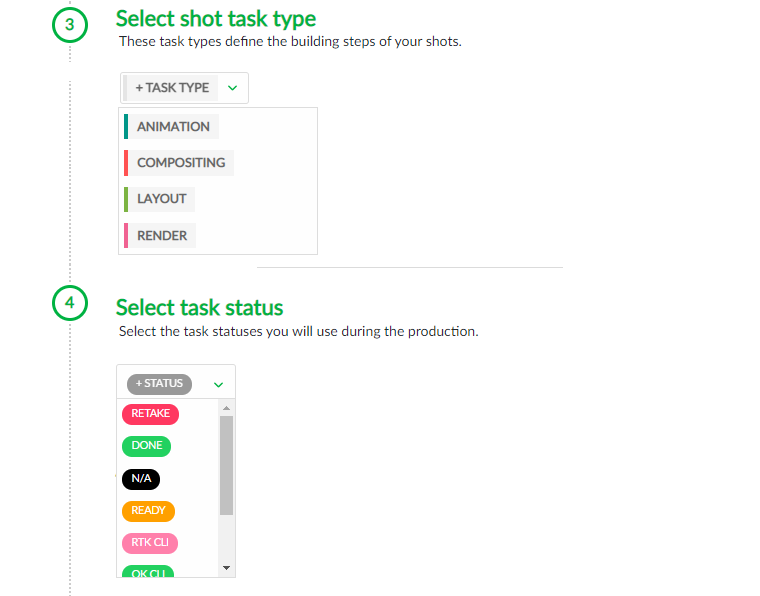 3
Select shot task type
These task types define the building steps of your shots.
+ TASK TYPE
ANIMATION
COMPOSITING
LAYOUT
RENDER
4
Select task status
Select the task statuses you will use during the production.
+ STATUS
RETAKE
DONE
N/A
READY
RTK CLI
OK CLI